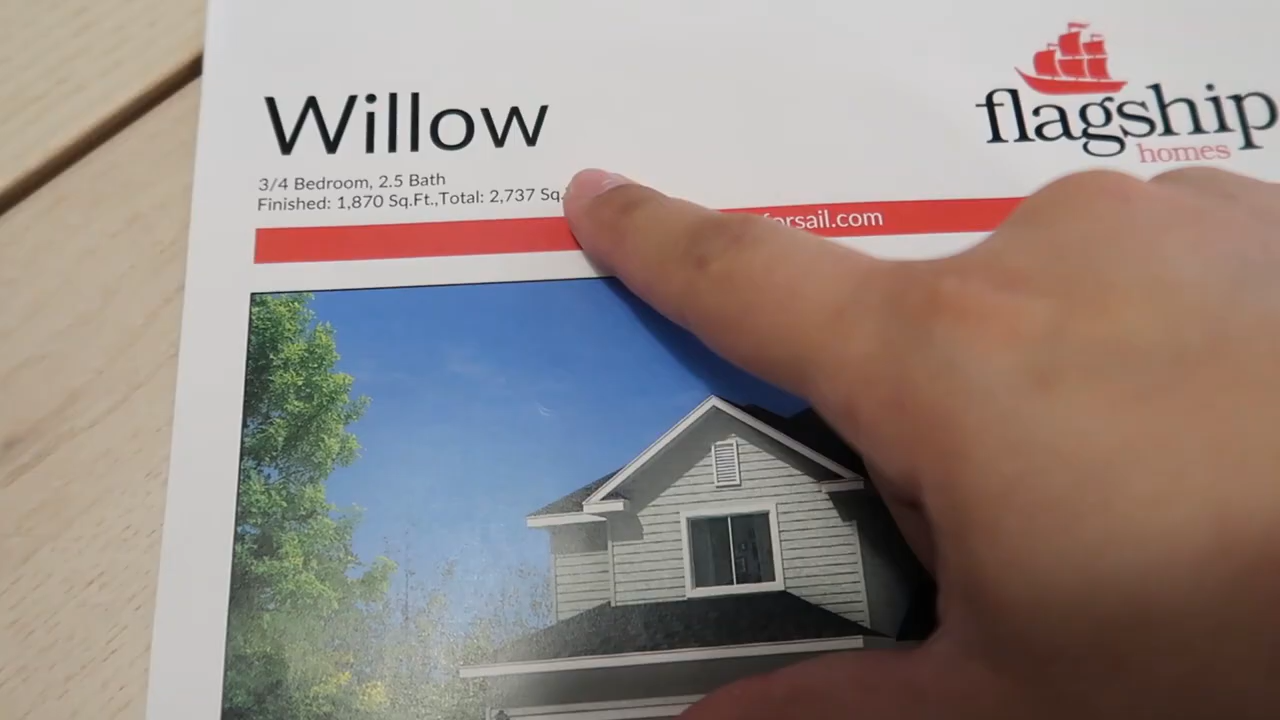 Willow
3/4 Bedroom, 2.5 Bath
Finished: 1,870 Sq.Ft.,Total: 2,737 Sq.
forsail.com
flagship
homes